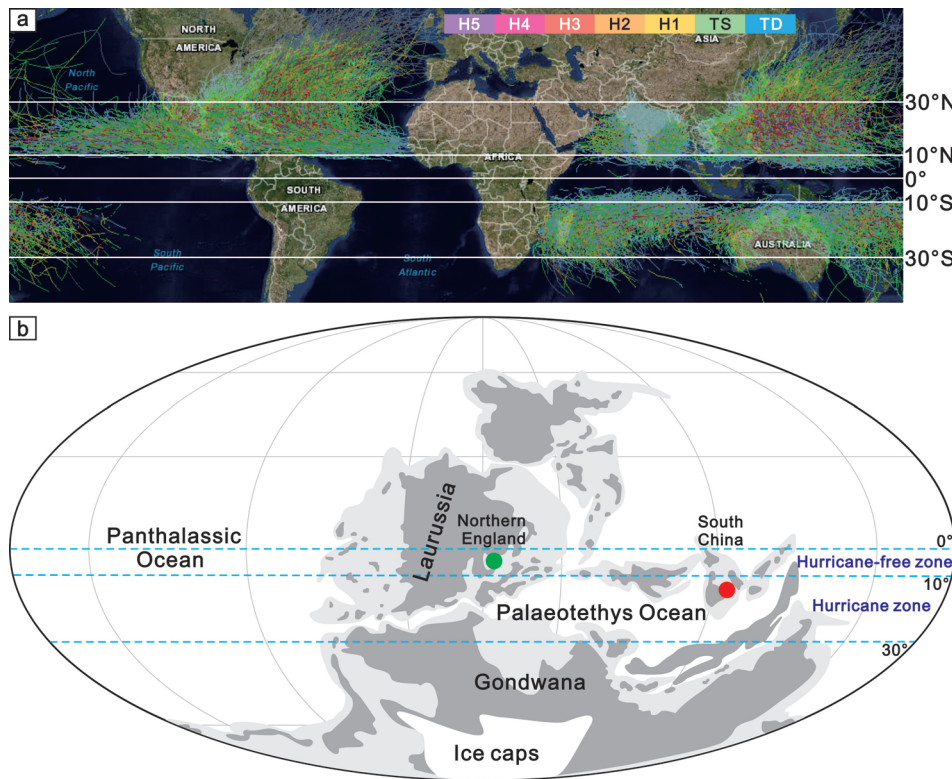 a
H5 H4 H3 H2 H1 TS TD
NORTH
AMERICA
ASIA
North
Pacific
30°N
AFRICA
10°N
0°
SOUTH
AMERICA
10°S
AUSTRALIA
South
Pacific
South
Atlantic
30°S
b
Laurussia
Northern
England
South
China
Panthalassic
Ocean
0°
Hurricane-free zone
10°
Hurricane zone
Palaeotethys Ocean
30°
Gondwana
Ice caps